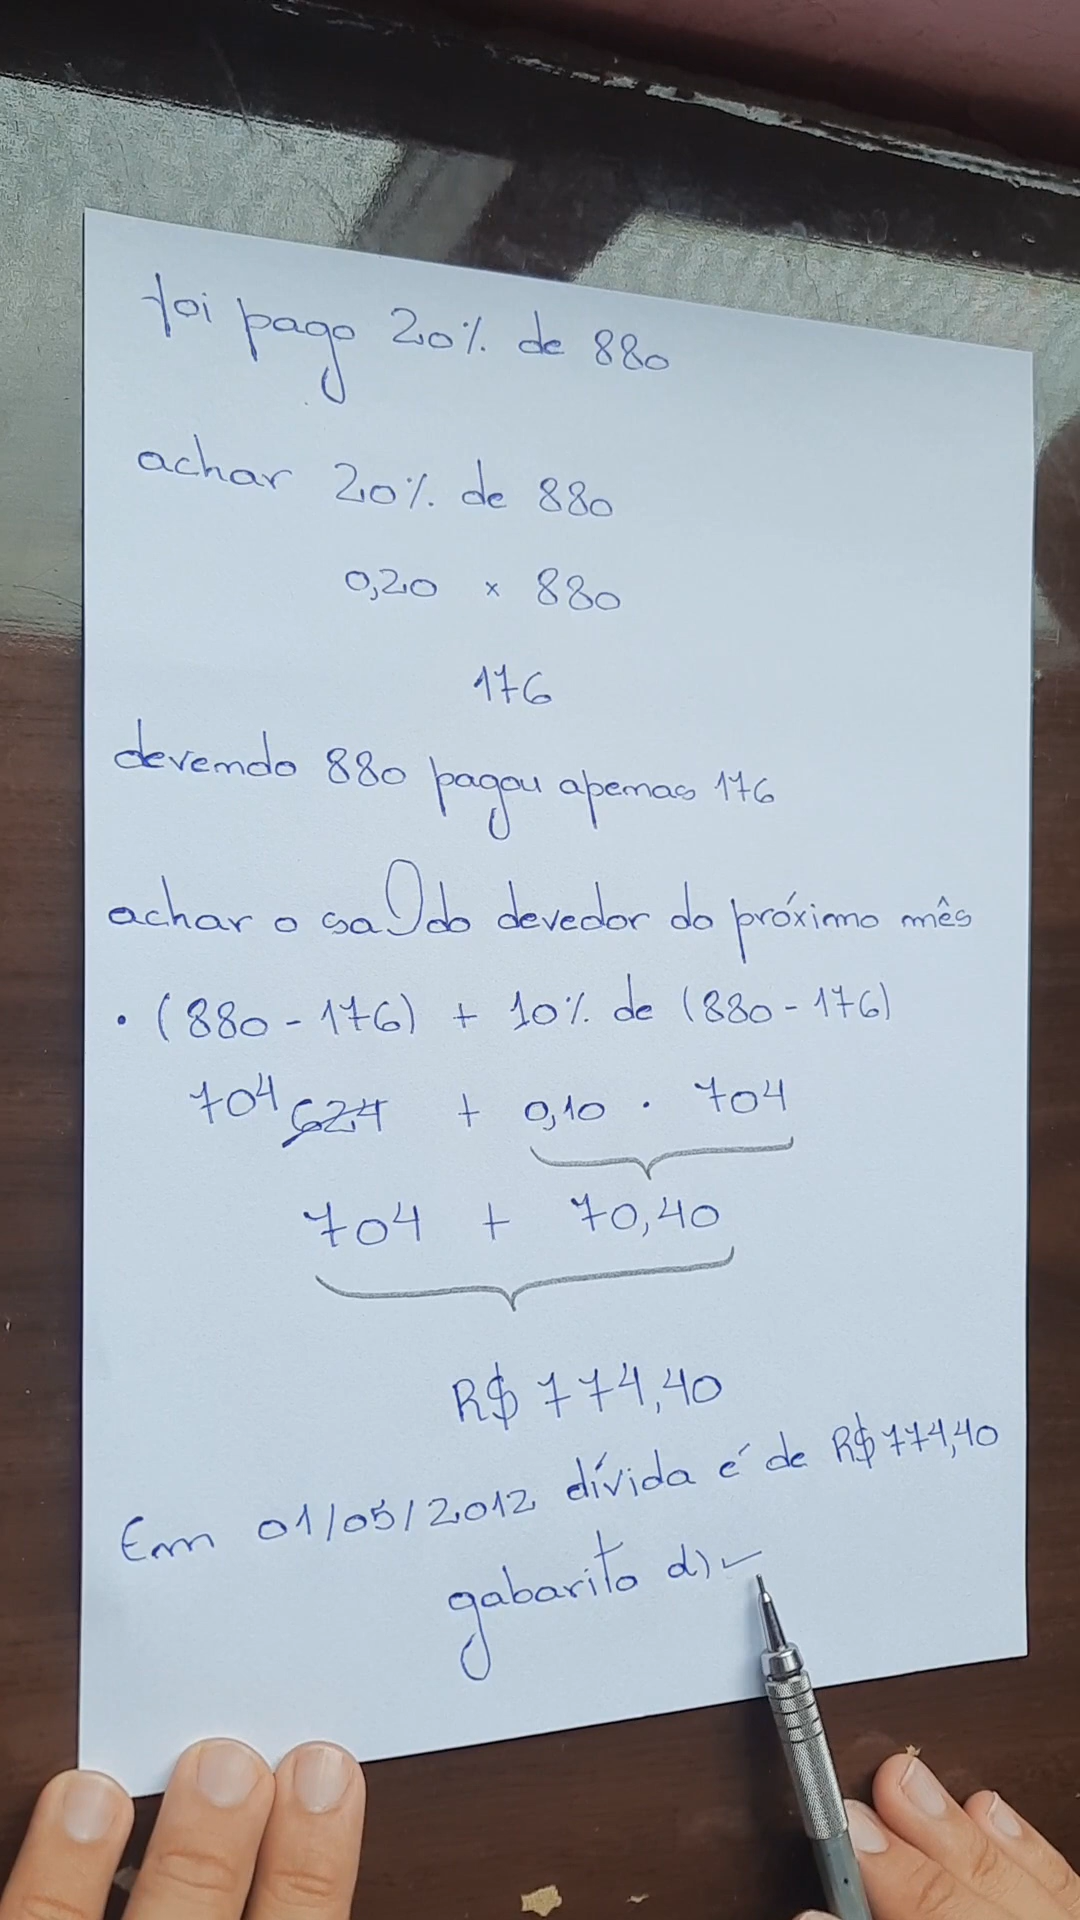 foi pago 20% de 880
achar 20% de 880
0,20 x 880
176
devendo 880 pagou apenas 176
achar o saldo devedor do próximo mês
• (880 - 176) + 10% de (880 - 176)
704 624 + 0,10 · 704
704 + 70,40
R$ 774,40
Em 01/05/2012 dívida é de R$ 774,40
gabarito d) ✓